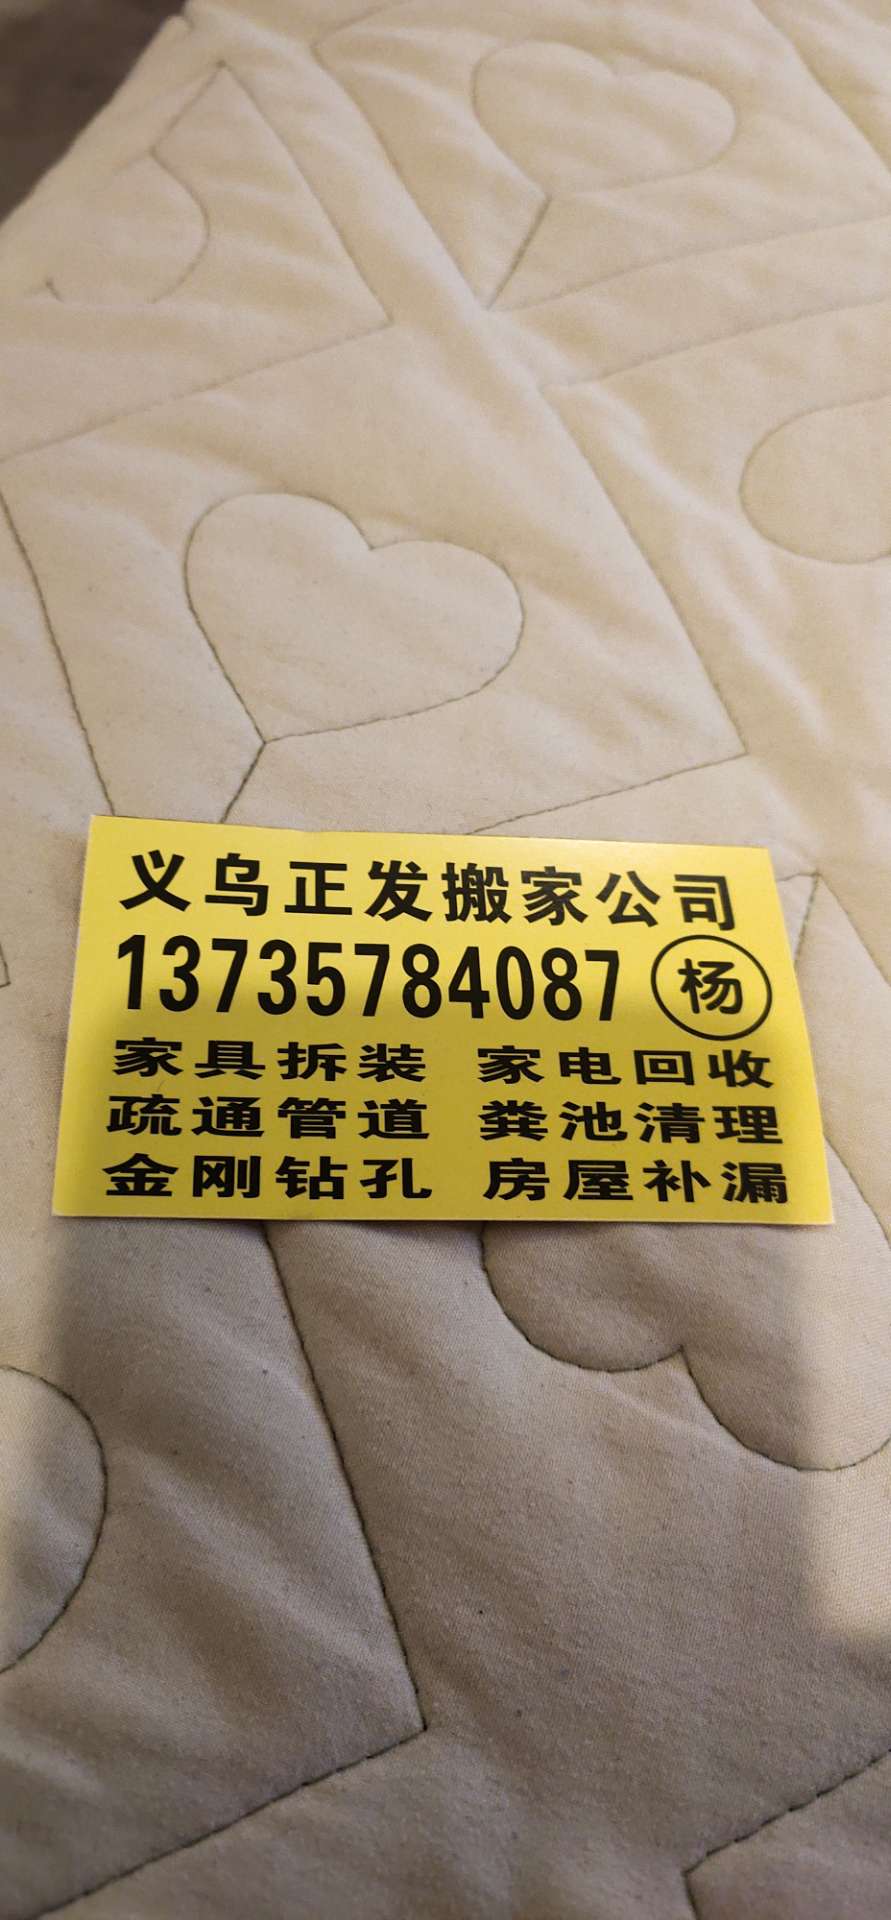 义乌正发搬家公司
13735784087 杨
家具拆装 家电回收
疏通管道 粪池清理
金刚钻孔 房屋补漏